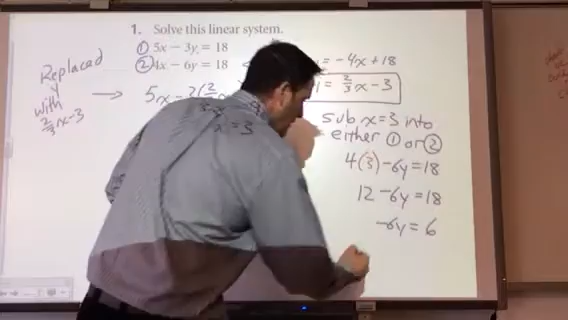 1. Solve this linear system.
① 5x − 3y = 18
② 4x − 6y = 18
= −4x + 18
= 2/3 x − 3
Replaced
y
with
2/3 x − 3
→ 5x − 3(2/3
x = 3
sub x = 3 into
either ① or ②
4(3) − 6y = 18
12 − 6y = 18
−6y = 6